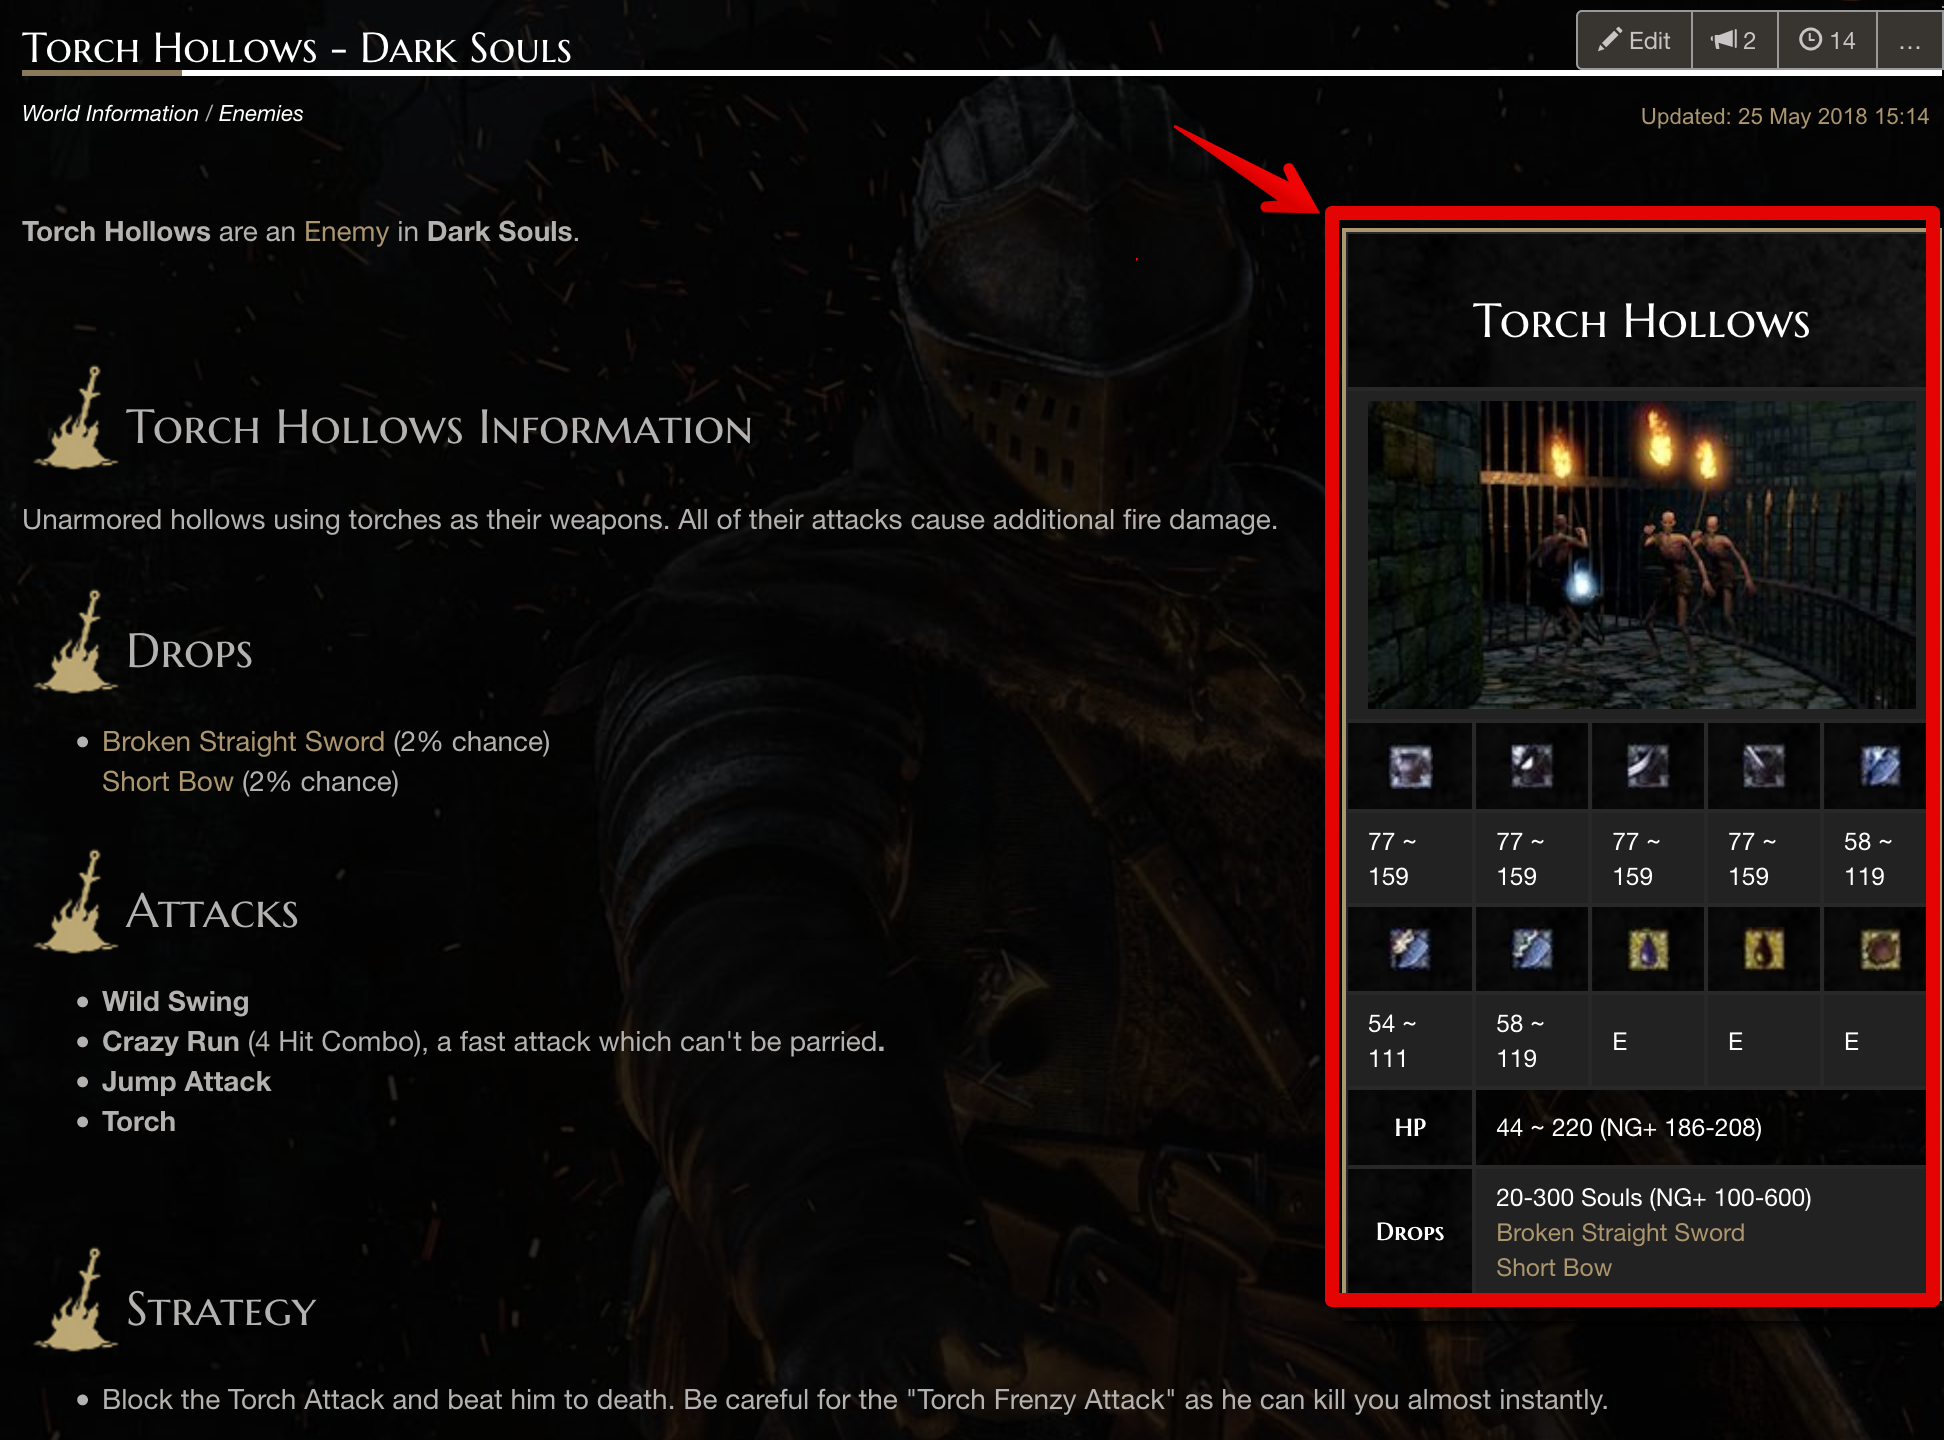 Torch Hollows - Dark Souls
Edit
2
14
...
World Information / Enemies
Updated: 25 May 2018 15:14
Torch Hollows are an Enemy in Dark Souls.
Torch Hollows Information
Unarmored hollows using torches as their weapons. All of their attacks cause additional fire damage.
Drops
• Broken Straight Sword (2% chance)
Short Bow (2% chance)
Attacks
• Wild Swing
• Crazy Run (4 Hit Combo), a fast attack which can't be parried.
• Jump Attack
• Torch
Strategy
• Block the Torch Attack and beat him to death. Be careful for the "Torch Frenzy Attack" as he can kill you almost instantly.
Torch Hollows
77 ~ 77 ~ 77 ~ 77 ~ 58 ~
159 159 159 159 119
54 ~ 58 ~ E E E
111 119
HP 44 ~ 220 (NG+ 186-208)
Drops
20-300 Souls (NG+ 100-600)
Broken Straight Sword
Short Bow